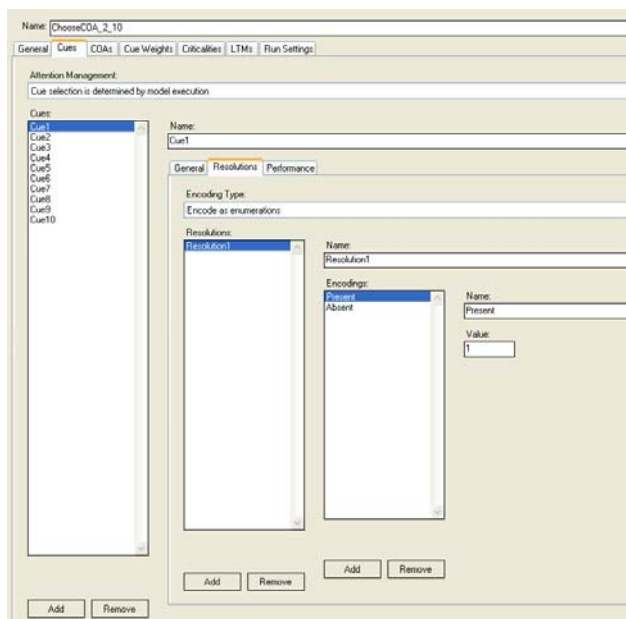 Name: ChooseCOA_2_10
General Cues COAs Cue Weights Criticalities LTMs Run Settings
Attention Management:
Cue selection is determined by model execution
Cues:
Cue1
Cue2
Cue3
Cue4
Cue5
Cue6
Cue7
Cue8
Cue9
Cue10
Name:
Cue1
General Resolutions Performance
Encoding Type:
Encode as enumerations
Resolutions:
Resolution1
Name:
Resolution1
Encodings:
Present
Absent
Name:
Present
Value:
1
Add Remove
Add Remove
Add Remove